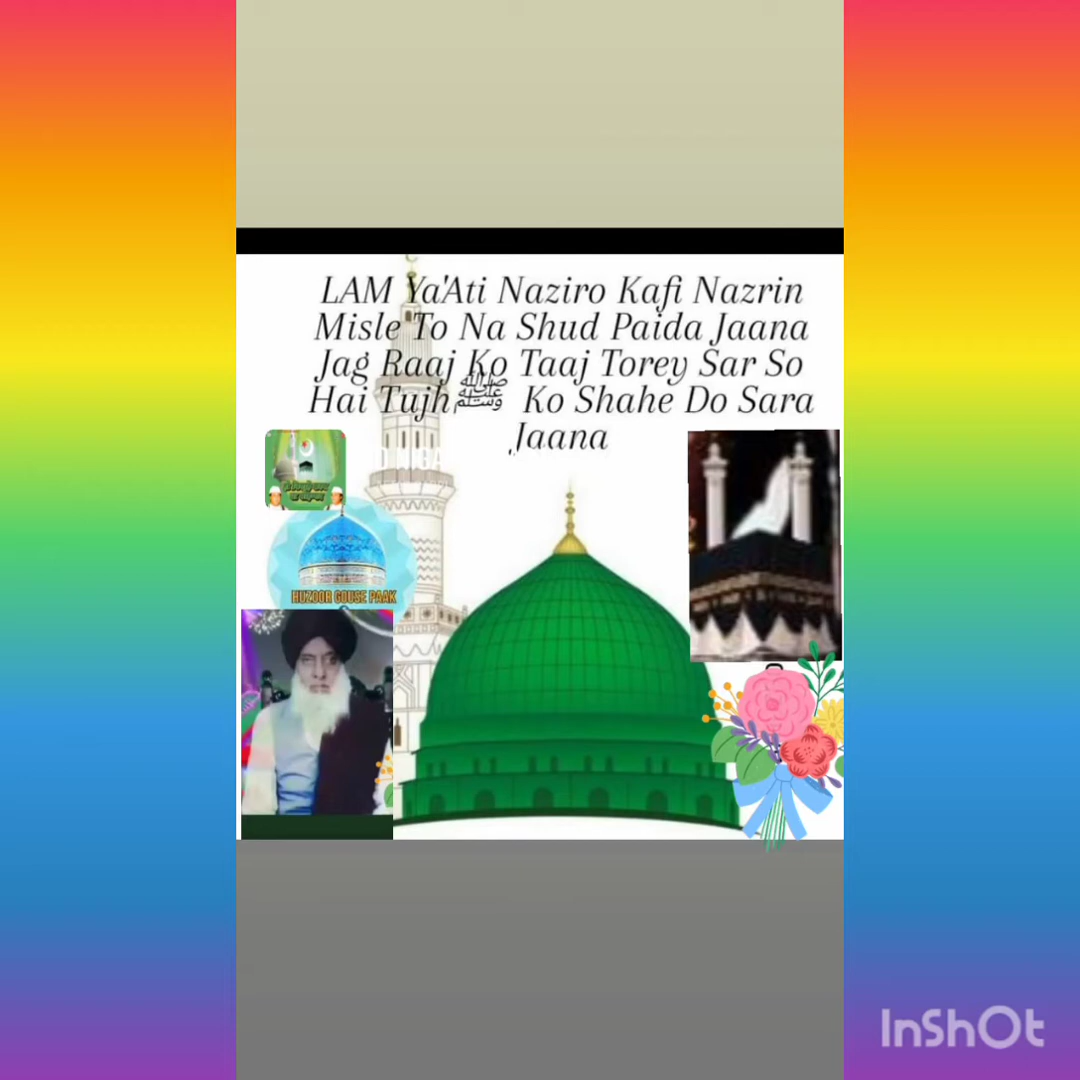 LAM Ya'Ati Naziro Kafi Nazrin
Misle To Na Shud Paida Jaana
Jag Raaj Ko Taaj Torey Sar So
Hai Tujh ﷺ Ko Shahe Do Sara
Jaana
HUZOOR GOUSE PAAK
InShOt